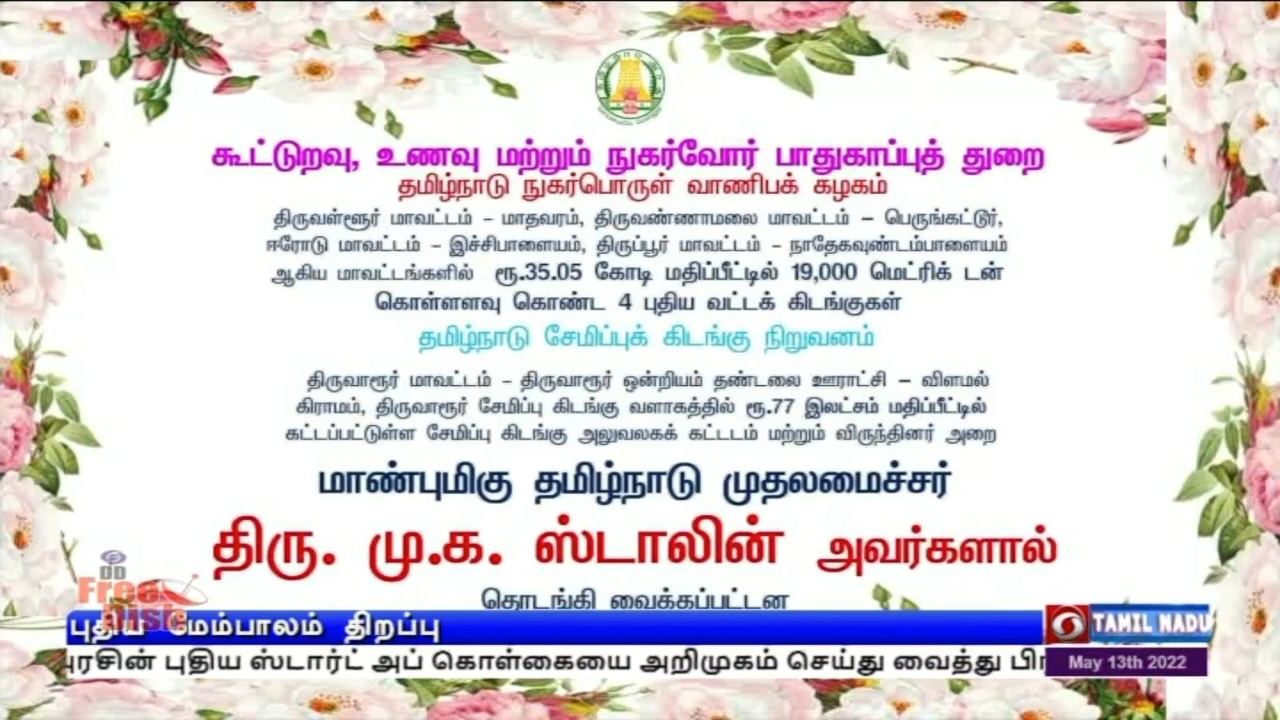 கூட்டுறவு, உணவு மற்றும் நுகர்வோர் பாதுகாப்புத் துறை
தமிழ்நாடு நுகர்பொருள் வாணிபக் கழகம்
திருவள்ளூர் மாவட்டம் – மாதவரம், திருவண்ணாமலை மாவட்டம் – பெருங்கட்டூர்,
ஈரோடு மாவட்டம் – இச்சிபாளையம், திருப்பூர் மாவட்டம் – நாதேகவுண்டம்பாளையம்
ஆகிய மாவட்டங்களில் ரூ.35.05 கோடி மதிப்பீட்டில் 19,000 மெட்ரிக் டன்
கொள்ளளவு கொண்ட 4 புதிய வட்டக் கிடங்குகள்
தமிழ்நாடு சேமிப்புக் கிடங்கு நிறுவனம்
திருவாரூர் மாவட்டம் – திருவாரூர் ஒன்றியம் தண்டலை ஊராட்சி – விளமல்
கிராமம், திருவாரூர் சேமிப்பு கிடங்கு வளாகத்தில் ரூ.77 இலட்சம் மதிப்பீட்டில்
கட்டப்பட்டுள்ள சேமிப்பு கிடங்கு அலுவலகக் கட்டடம் மற்றும் விருந்தினர் அறை
மாண்புமிகு தமிழ்நாடு முதலமைச்சர்
திரு. மு.க. ஸ்டாலின் அவர்களால்
தொடங்கி வைக்கப்பட்டன
DD
Free Dish
புதிய மேம்பாலம் திறப்பு
TAMIL NADU
புதிய ஸ்டார்ட் அப் கொள்கையை அறிமுகம் செய்து வைத்து
May 13th 2022